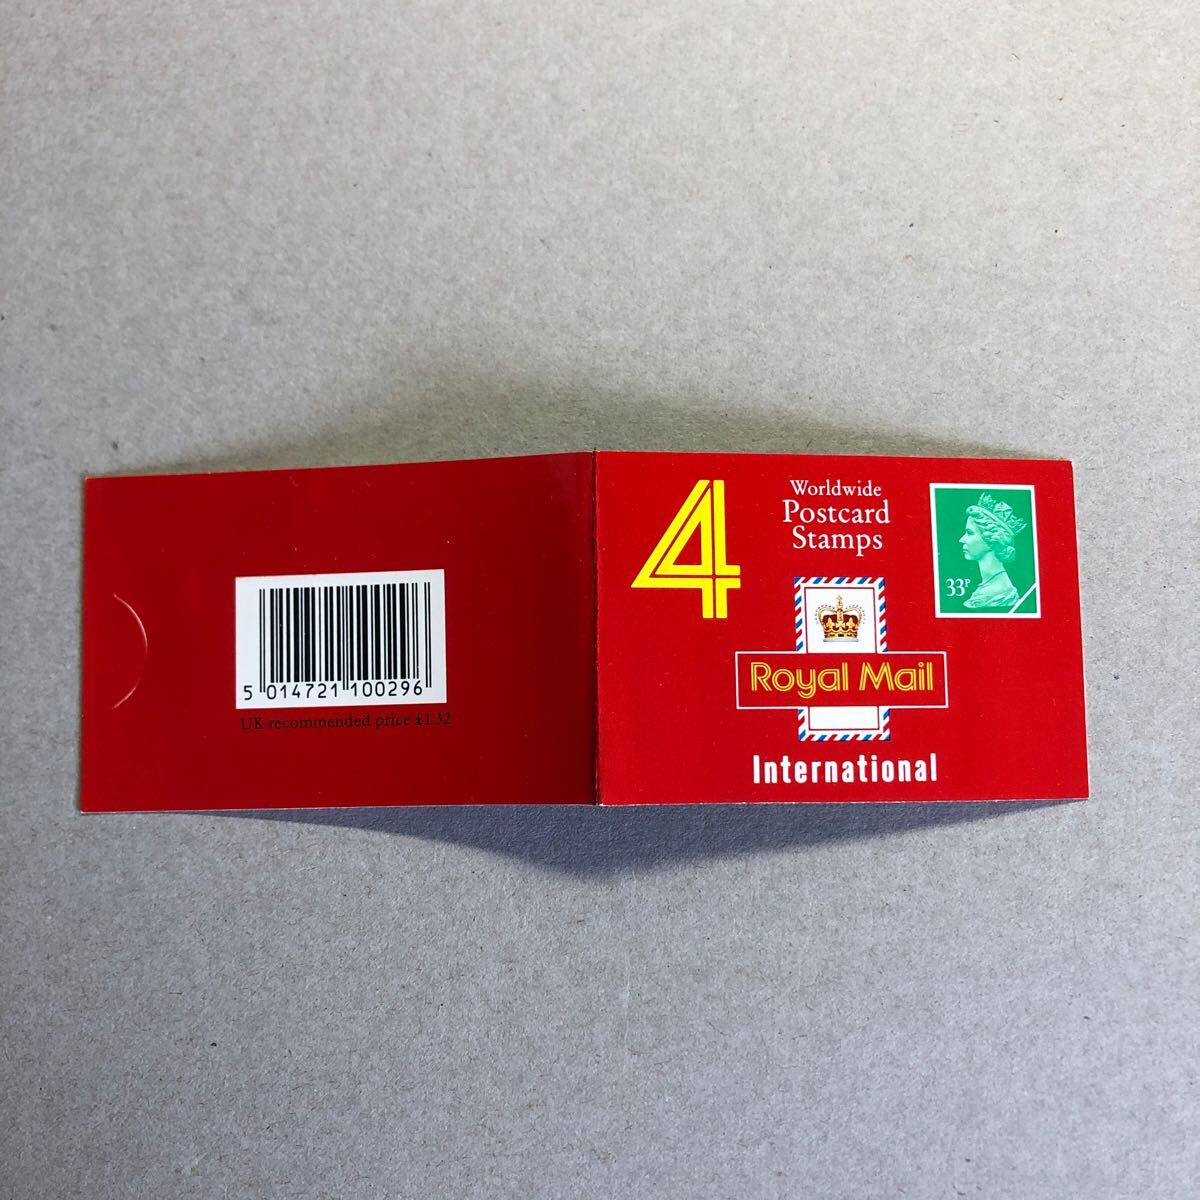 5 014721 100296
UK recommended price £1.32
4
Worldwide
Postcard
Stamps
33P
Royal Mail
International